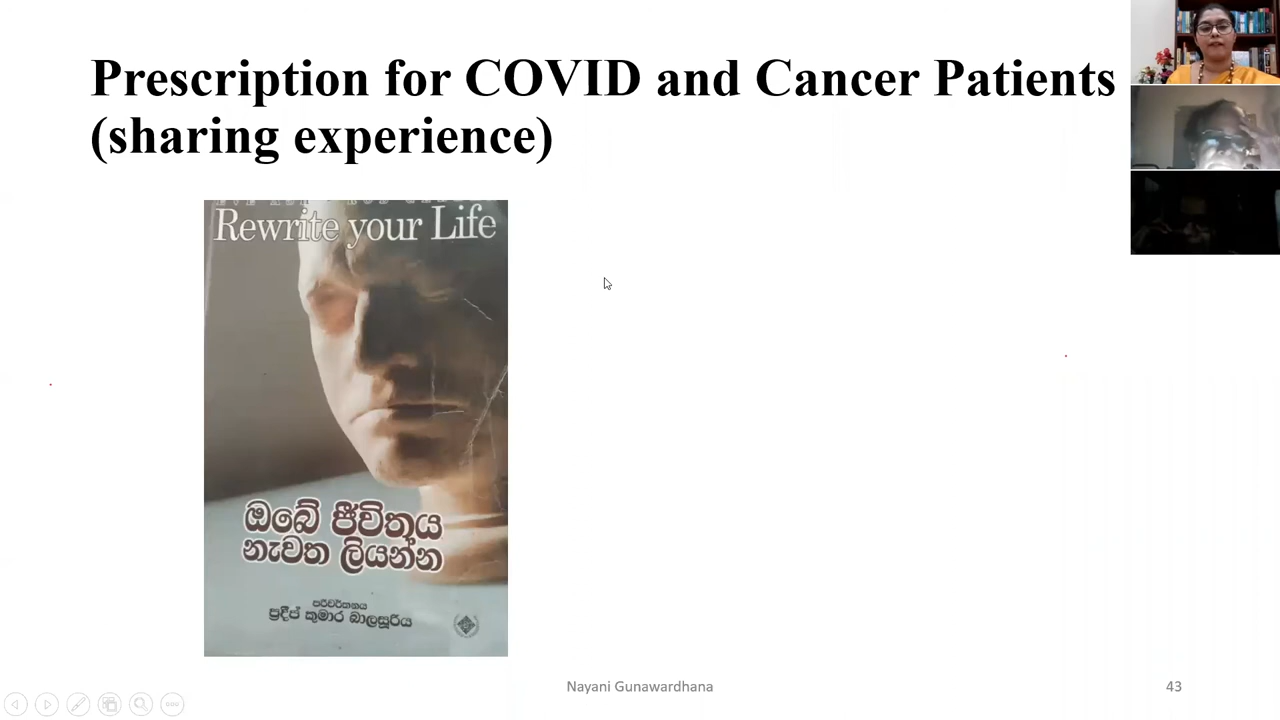 Prescription for COVID and Cancer Patients
(sharing experience)
Rewrite your Life
ඔබේ ජීවිතය
නැවත ලියන්න
පරිවර්තනය
ප්‍රදීප් කුමාර බාලසූරිය
Nayani Gunawardhana
43